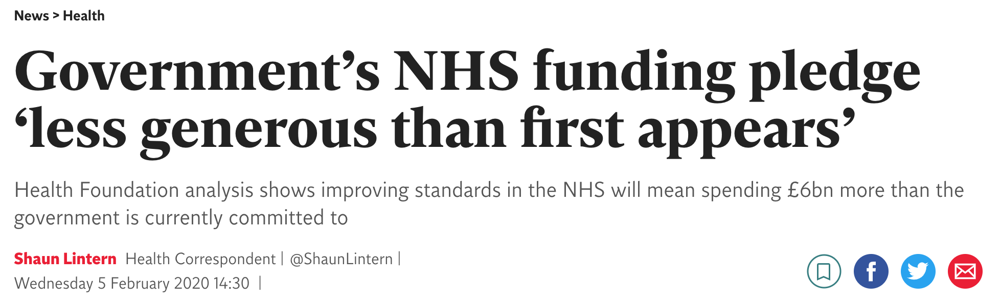 News > Health
Government’s NHS funding pledge
‘less generous than first appears’
Health Foundation analysis shows improving standards in the NHS will mean spending £6bn more than the
government is currently committed to
Shaun Lintern Health Correspondent | @ShaunLintern |
Wednesday 5 February 2020 14:30 |